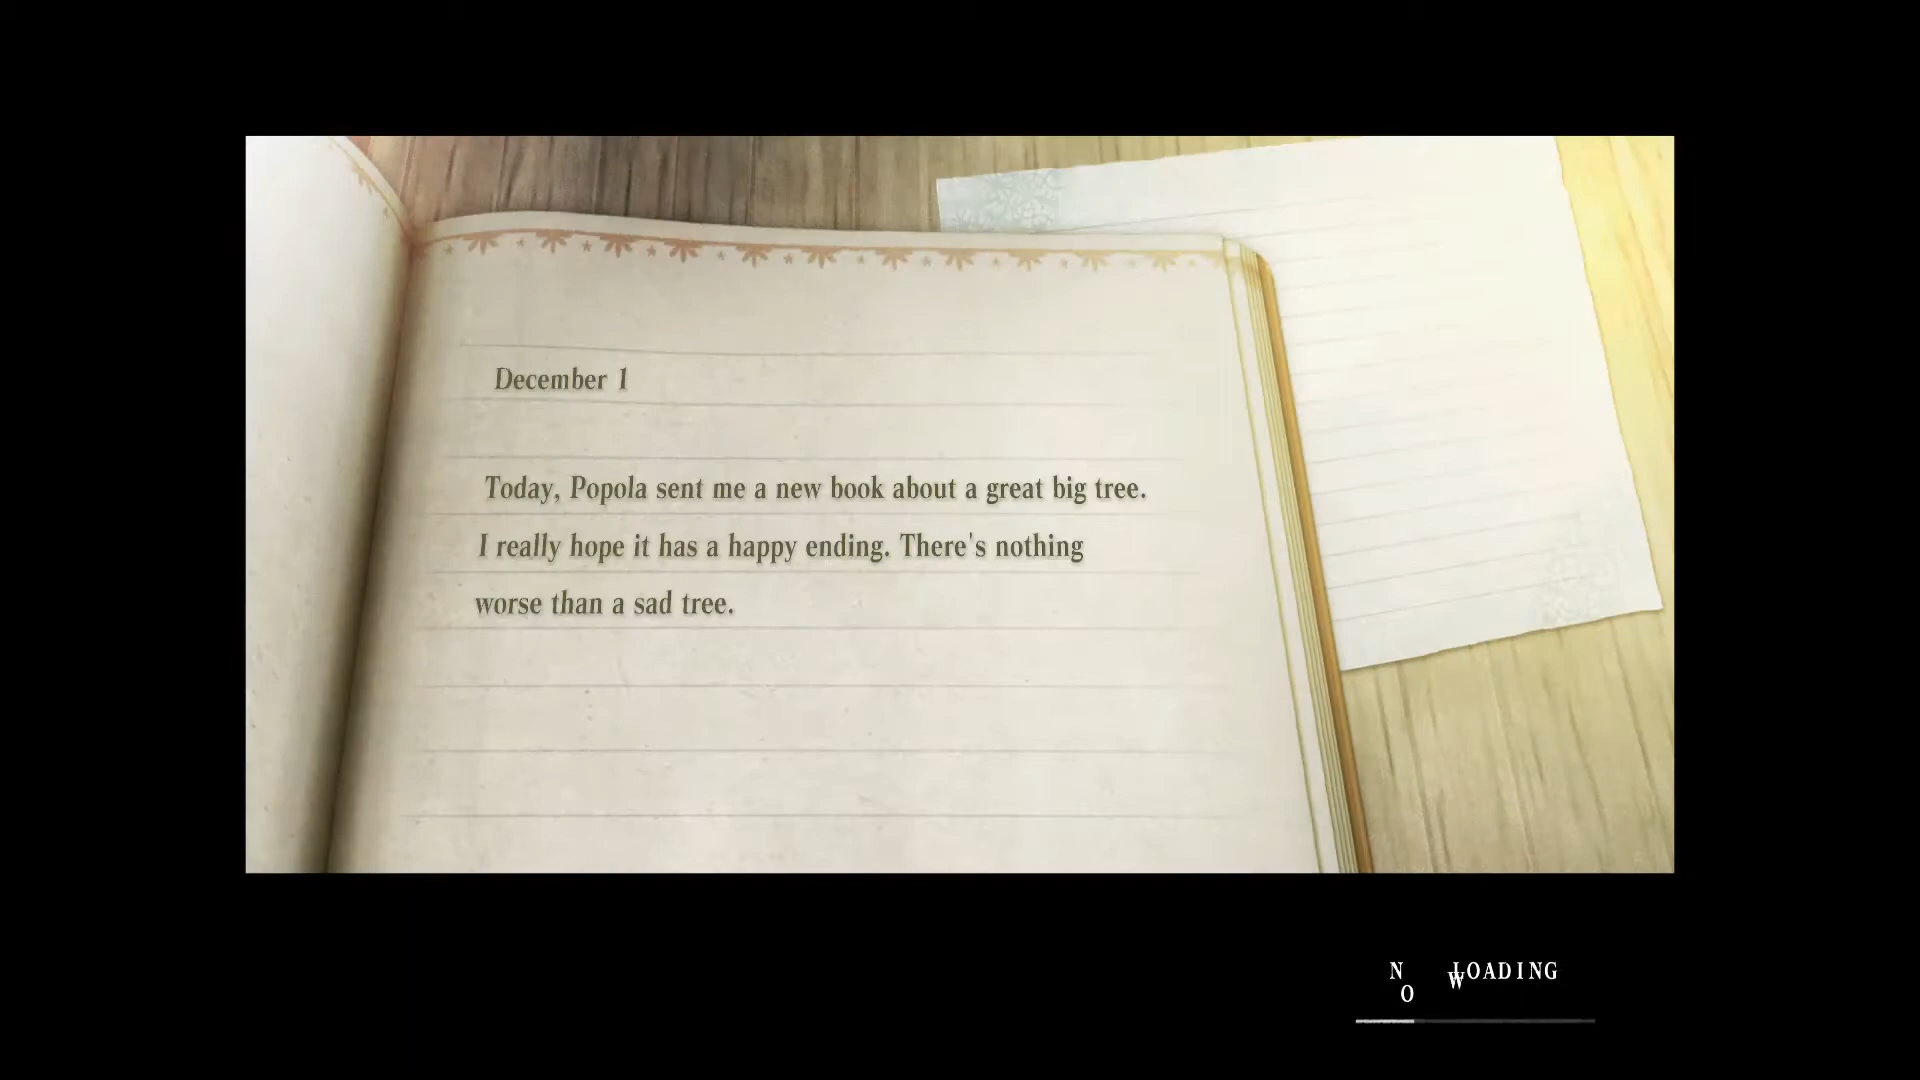 December 1
Today, Popola sent me a new book about a great big tree.
I really hope it has a happy ending. There's nothing
worse than a sad tree.
NOW LOADING